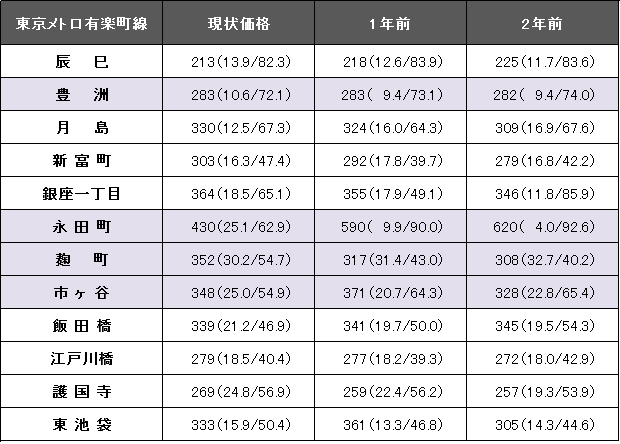 東京メトロ有楽町線 現状価格 1年前 2年前
辰巳 213(13.9/82.3) 218(12.6/83.9) 225(11.7/83.6)
豊洲 283(10.6/72.1) 283( 9.4/73.1) 282( 9.4/74.0)
月島 330(12.5/67.3) 324(16.0/64.3) 309(16.9/67.6)
新富町 303(16.3/47.4) 292(17.8/39.7) 279(16.8/42.2)
銀座一丁目 364(18.5/65.1) 355(17.9/49.1) 346(11.8/85.9)
永田町 430(25.1/62.9) 590( 9.9/90.0) 620( 4.0/92.6)
麹町 352(30.2/54.7) 317(31.4/43.0) 308(32.7/40.2)
市ヶ谷 348(25.0/54.9) 371(20.7/64.3) 328(22.8/65.4)
飯田橋 339(21.2/46.9) 341(19.7/50.0) 345(19.5/54.3)
江戸川橋 279(18.5/40.4) 277(18.2/39.3) 272(18.0/42.9)
護国寺 269(24.8/56.9) 259(22.4/56.2) 257(19.3/53.9)
東池袋 333(15.9/50.4) 361(13.3/46.8) 305(14.3/44.6)